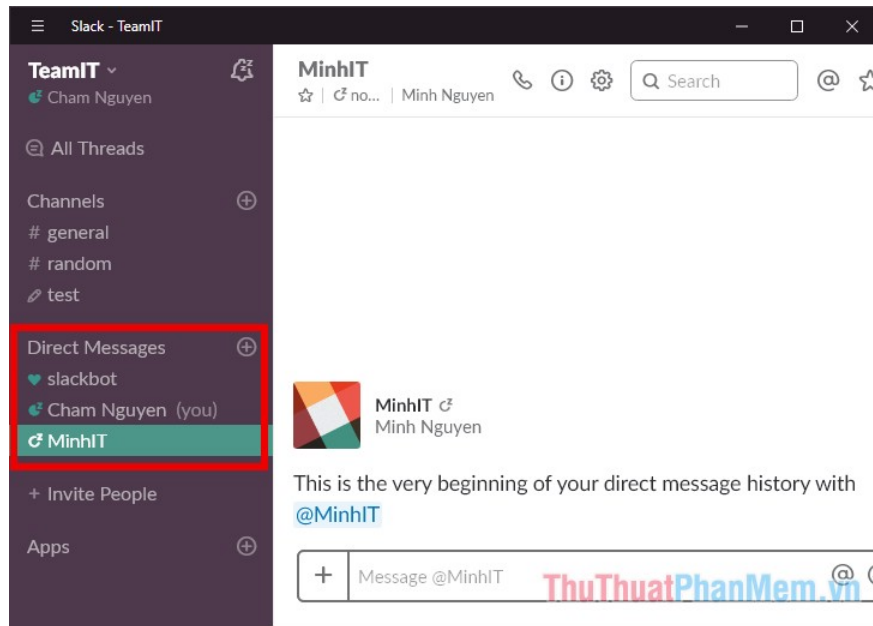 Slack - TeamIT
TeamIT
Cham Nguyen
All Threads
Channels
# general
# random
test
Direct Messages
slackbot
Cham Nguyen (you)
MinhIT
+ Invite People
Apps
MinhIT
no... | Minh Nguyen
Search
MinhIT
Minh Nguyen
This is the very beginning of your direct message history with
@MinhIT
Message @MinhIT
ThuThuatPhanMem.vn